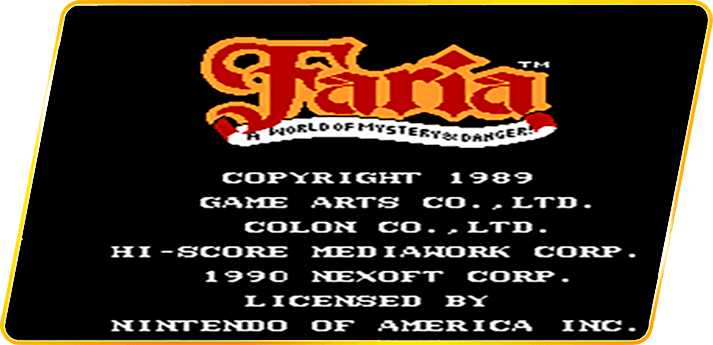 Faria™
A WORLD OF MYSTERY & DANGER!
COPYRIGHT 1989
GAME ARTS CO.,LTD.
COLON CO.,LTD.
HI-SCORE MEDIAWORK CORP.
1990 NEXOFT CORP.
LICENSED BY
NINTENDO OF AMERICA INC.